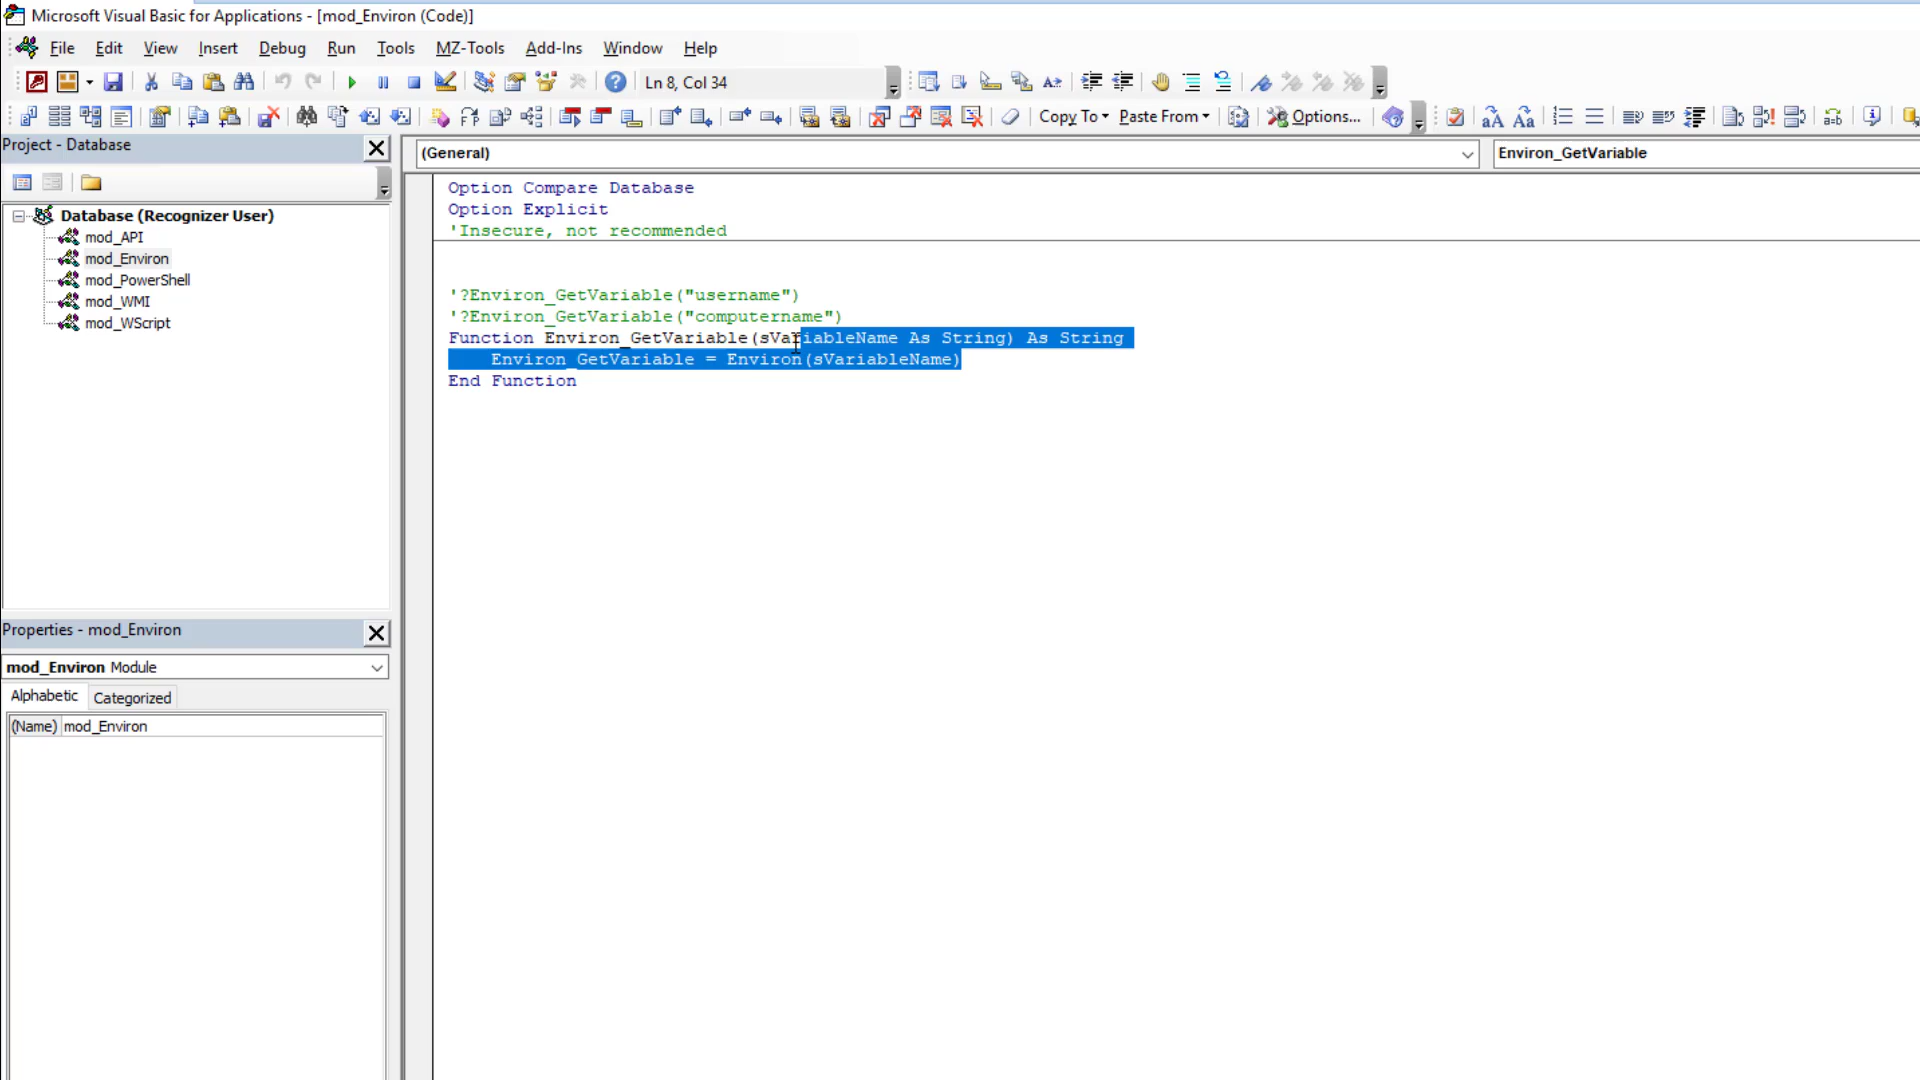 Microsoft Visual Basic for Applications - [mod_Environ (Code)]
File Edit View Insert Debug Run Tools MZ-Tools Add-Ins Window Help
Ln 8, Col 34
Copy To Paste From Options...
Project - Database
(General) Environ_GetVariable
Database (Recognizer User)
mod_API
mod_Environ
mod_PowerShell
mod_WMI
mod_WScript
Option Compare Database
Option Explicit
'Insecure, not recommended
'?Environ_GetVariable("username")
'?Environ_GetVariable("computername")
Function Environ_GetVariable(sVariableName As String) As String
Environ_GetVariable = Environ(sVariableName)
End Function
Properties - mod_Environ
mod_Environ Module
Alphabetic Categorized
(Name) mod_Environ